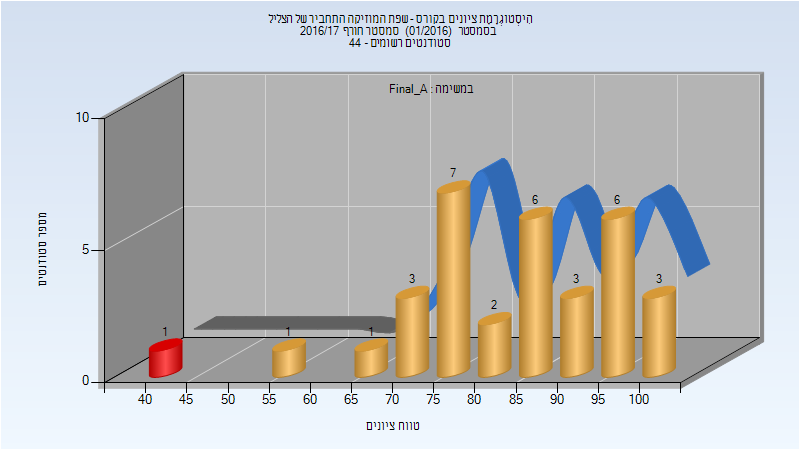 היסטוגרמת ציונים בקורס - שפת המוזיקה התחביר של הצליל
בסמסטר (01/2016) סמסטר חורף 2016/17
סטודנטים רשומים - 44
במשימה : Final_A
מספר סטודנטים
10
5
0
1
1
1
3
7
2
6
3
6
3
40 45 50 55 60 65 70 75 80 85 90 95 100
טווח ציונים